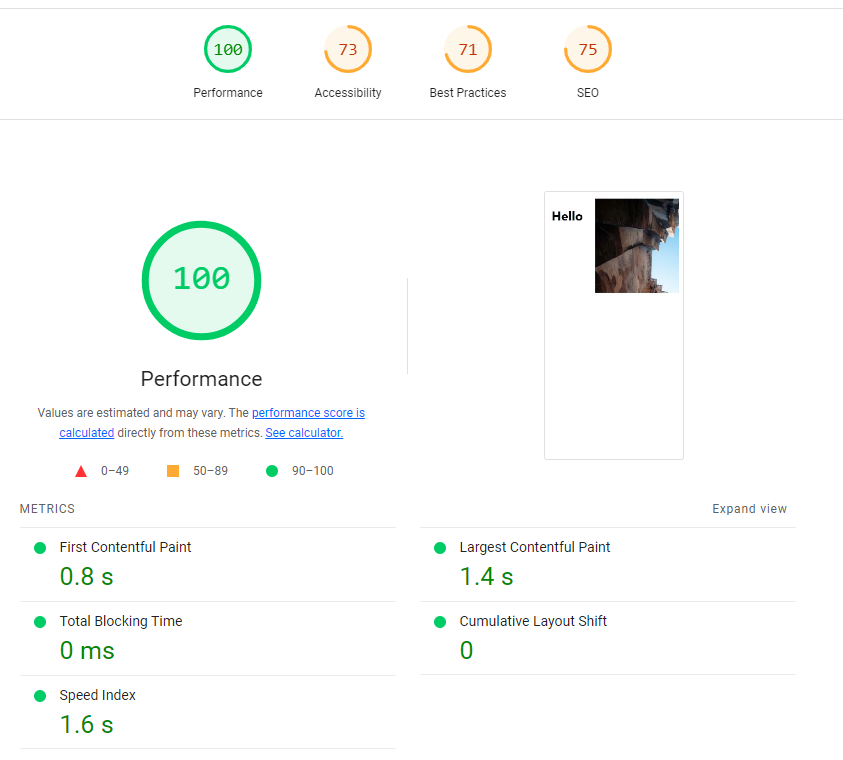 100 73 71 75
Performance Accessibility Best Practices SEO
100
Performance
Values are estimated and may vary. The performance score is
calculated directly from these metrics. See calculator.
0–49 50–89 90–100
Hello
METRICS Expand view
First Contentful Paint
0.8 s
Largest Contentful Paint
1.4 s
Total Blocking Time
0 ms
Cumulative Layout Shift
0
Speed Index
1.6 s